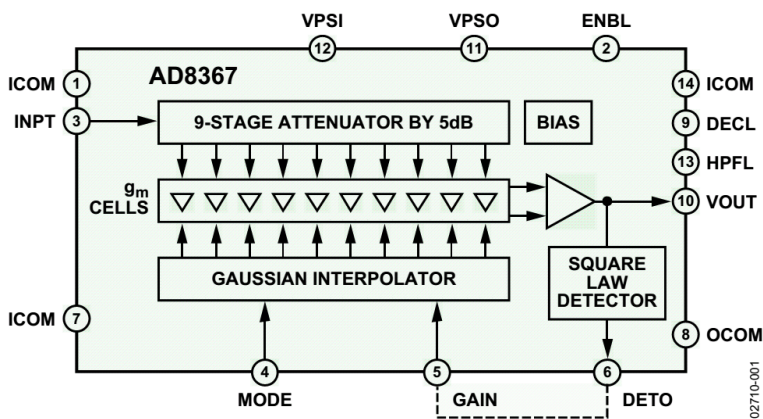 VPSI
VPSO
ENBL
12
11
2
AD8367
ICOM
1
14
ICOM
INPT
3
9-STAGE ATTENUATOR BY 5dB
BIAS
9
DECL
13
HPFL
gm
CELLS
10
VOUT
GAUSSIAN INTERPOLATOR
SQUARE
LAW
DETECTOR
ICOM
7
8
OCOM
4
5
6
MODE
GAIN
DETO
02710-001